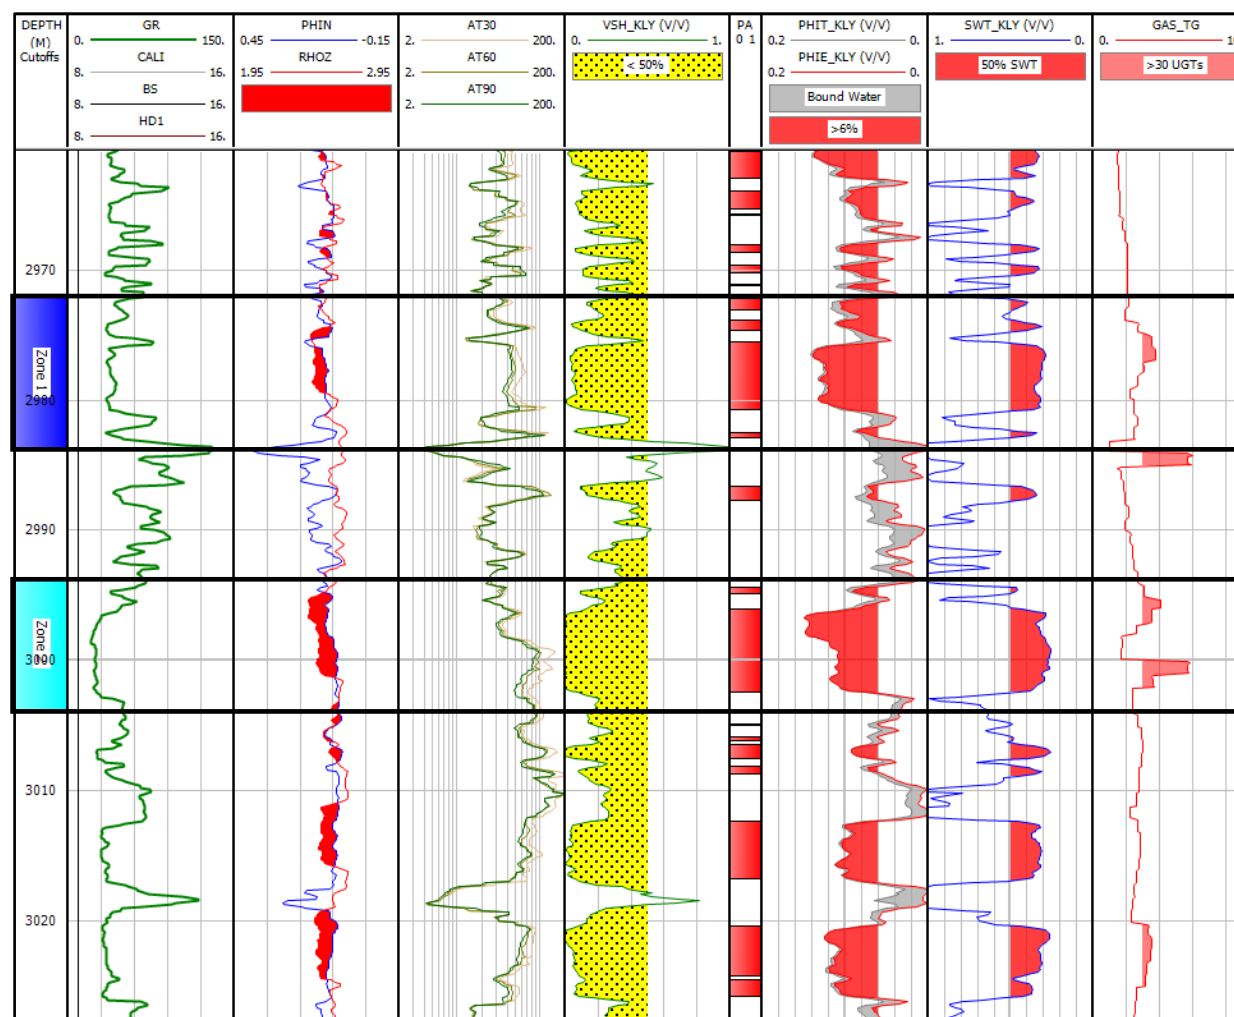 DEPTH
(M)
Cutoffs
GR
0. 150.
CALI
8. 16.
BS
8. 16.
HD1
8. 16.
PHIN
0.45 -0.15
RHOZ
1.95 2.95
AT30
2. 200.
AT60
2. 200.
AT90
2. 200.
VSH_KLY (V/V)
0. 1.
< 50%
PA
0 1
PHIT_KLY (V/V)
0.2 0.
PHIE_KLY (V/V)
0.2 0.
Bound Water
>6%
SWT_KLY (V/V)
1. 0.
50% SWT
GAS_TG
0. 10
>30 UGTs
2970
Zone 1
2980
2990
Zone
3000
3010
3020